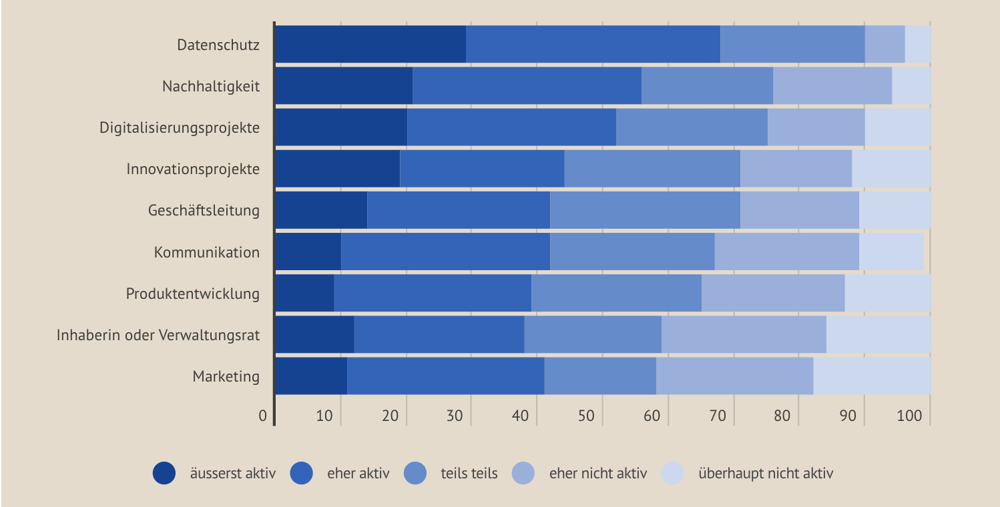 Datenschutz
Nachhaltigkeit
Digitalisierungsprojekte
Innovationsprojekte
Geschäftsleitung
Kommunikation
Produktentwicklung
Inhaberin oder Verwaltungsrat
Marketing
0 10 20 30 40 50 60 70 80 90 100
äusserst aktiv eher aktiv teils teils eher nicht aktiv überhaupt nicht aktiv